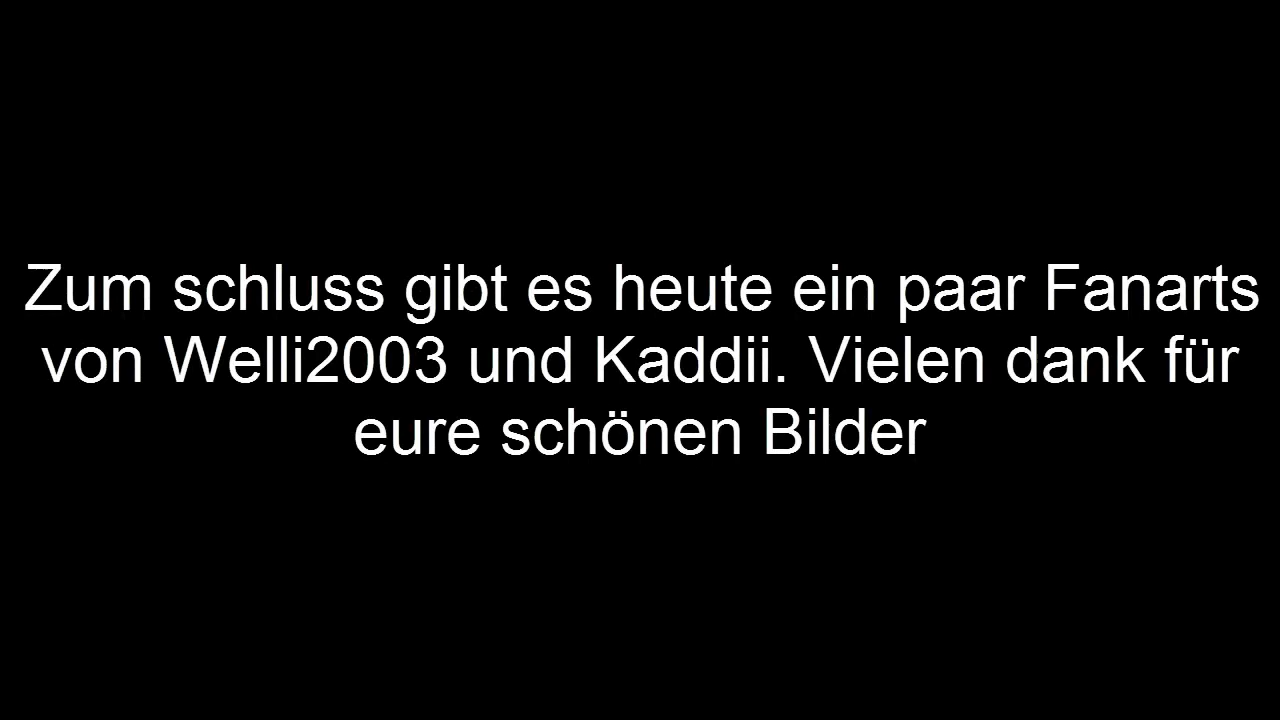 Zum schluss gibt es heute ein paar Fanarts
von Welli2003 und Kaddii. Vielen dank für
eure schönen Bilder